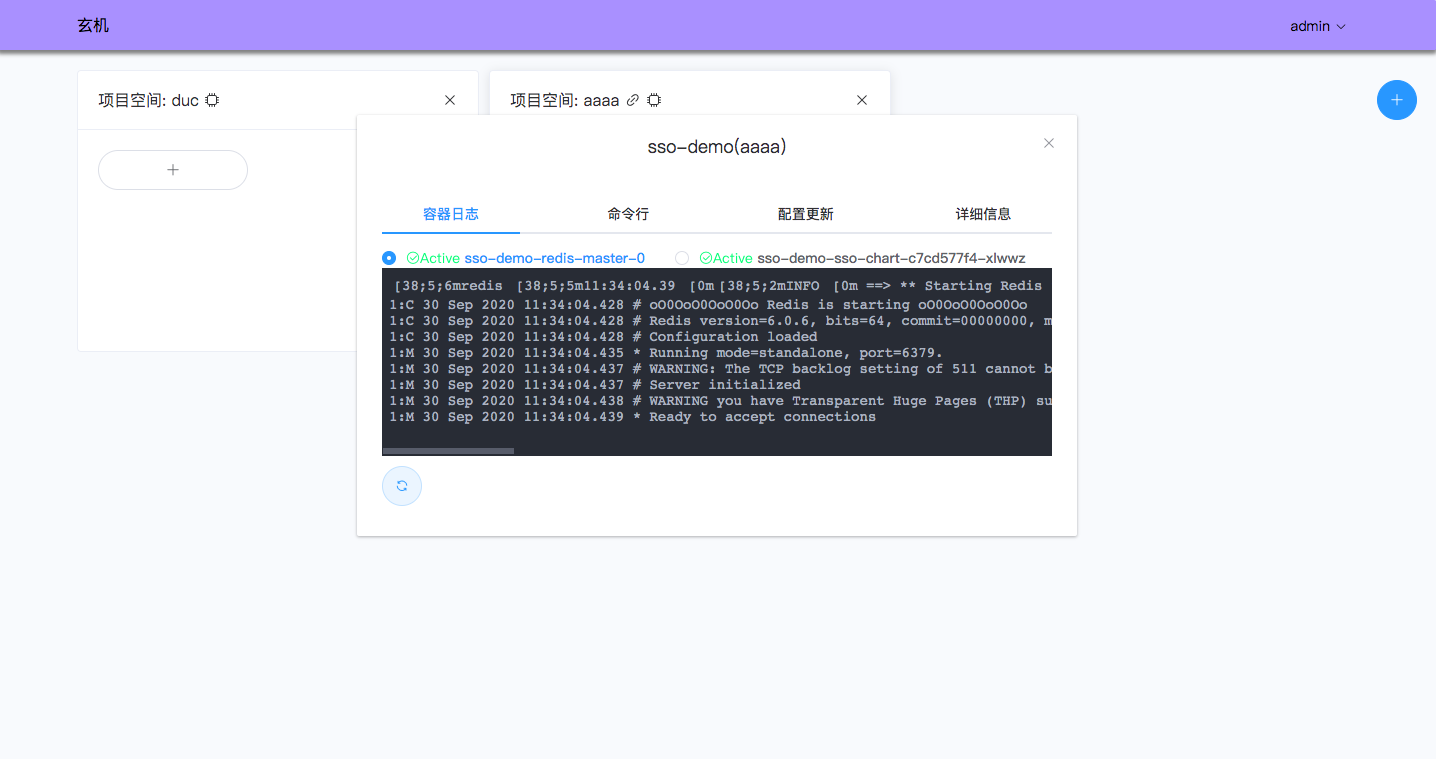 玄机
admin
项目空间: duc
项目空间: aaaa
sso-demo(aaaa)
容器日志 命令行 配置更新 详细信息
Active sso-demo-redis-master-0 Active sso-demo-sso-chart-c7cd577f4-xlwwz
[38;5;6mredis [38;5;5m11:34:04.39 [0m [38;5;2mINFO [0m ==> ** Starting Redis
1:C 30 Sep 2020 11:34:04.428 # oO0OoO0OoO0Oo Redis is starting oO0OoO0OoO0Oo
1:C 30 Sep 2020 11:34:04.428 # Redis version=6.0.6, bits=64, commit=00000000, m
1:C 30 Sep 2020 11:34:04.428 # Configuration loaded
1:M 30 Sep 2020 11:34:04.435 * Running mode=standalone, port=6379.
1:M 30 Sep 2020 11:34:04.437 # WARNING: The TCP backlog setting of 511 cannot b
1:M 30 Sep 2020 11:34:04.437 # Server initialized
1:M 30 Sep 2020 11:34:04.438 # WARNING you have Transparent Huge Pages (THP) su
1:M 30 Sep 2020 11:34:04.439 * Ready to accept connections